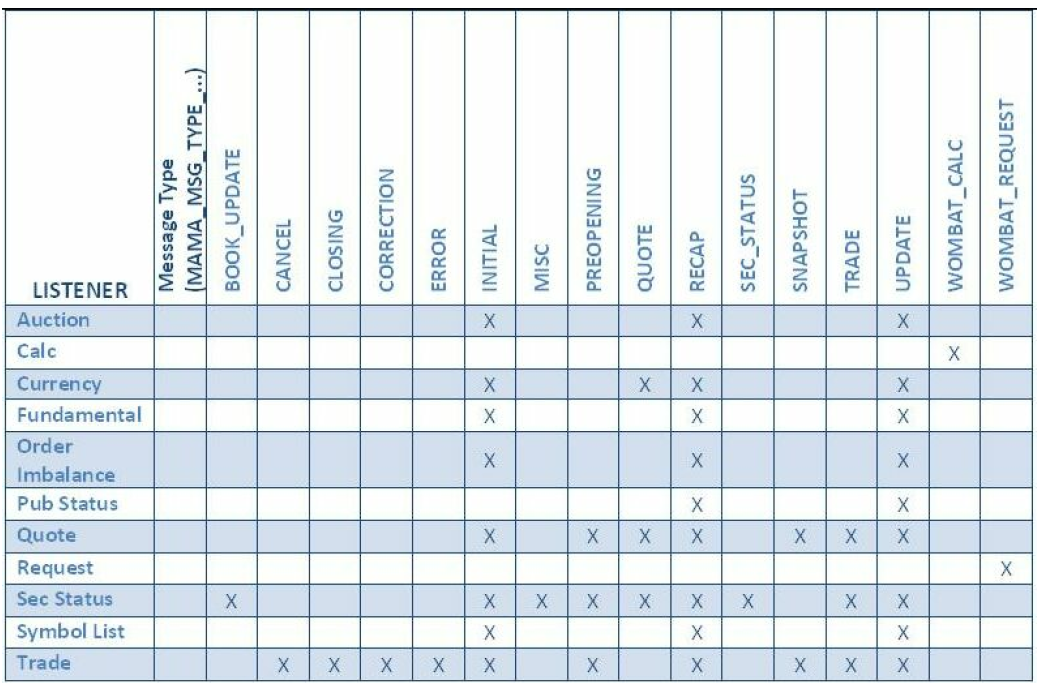 LISTENER Message Type (MAMA_MSG_TYPE_...) BOOK_UPDATE CANCEL CLOSING CORRECTION ERROR INITIAL MISC PREOPENING QUOTE RECAP SEC_STATUS SNAPSHOT TRADE UPDATE WOMBAT_CALC WOMBAT_REQUEST
Auction X X X
Calc X
Currency X X X X
Fundamental X X X
Order
Imbalance X X X
Pub Status X X
Quote X X X X X X X
Request X
Sec Status X X X X X X X X X
Symbol List X X X
Trade X X X X X X X X X X